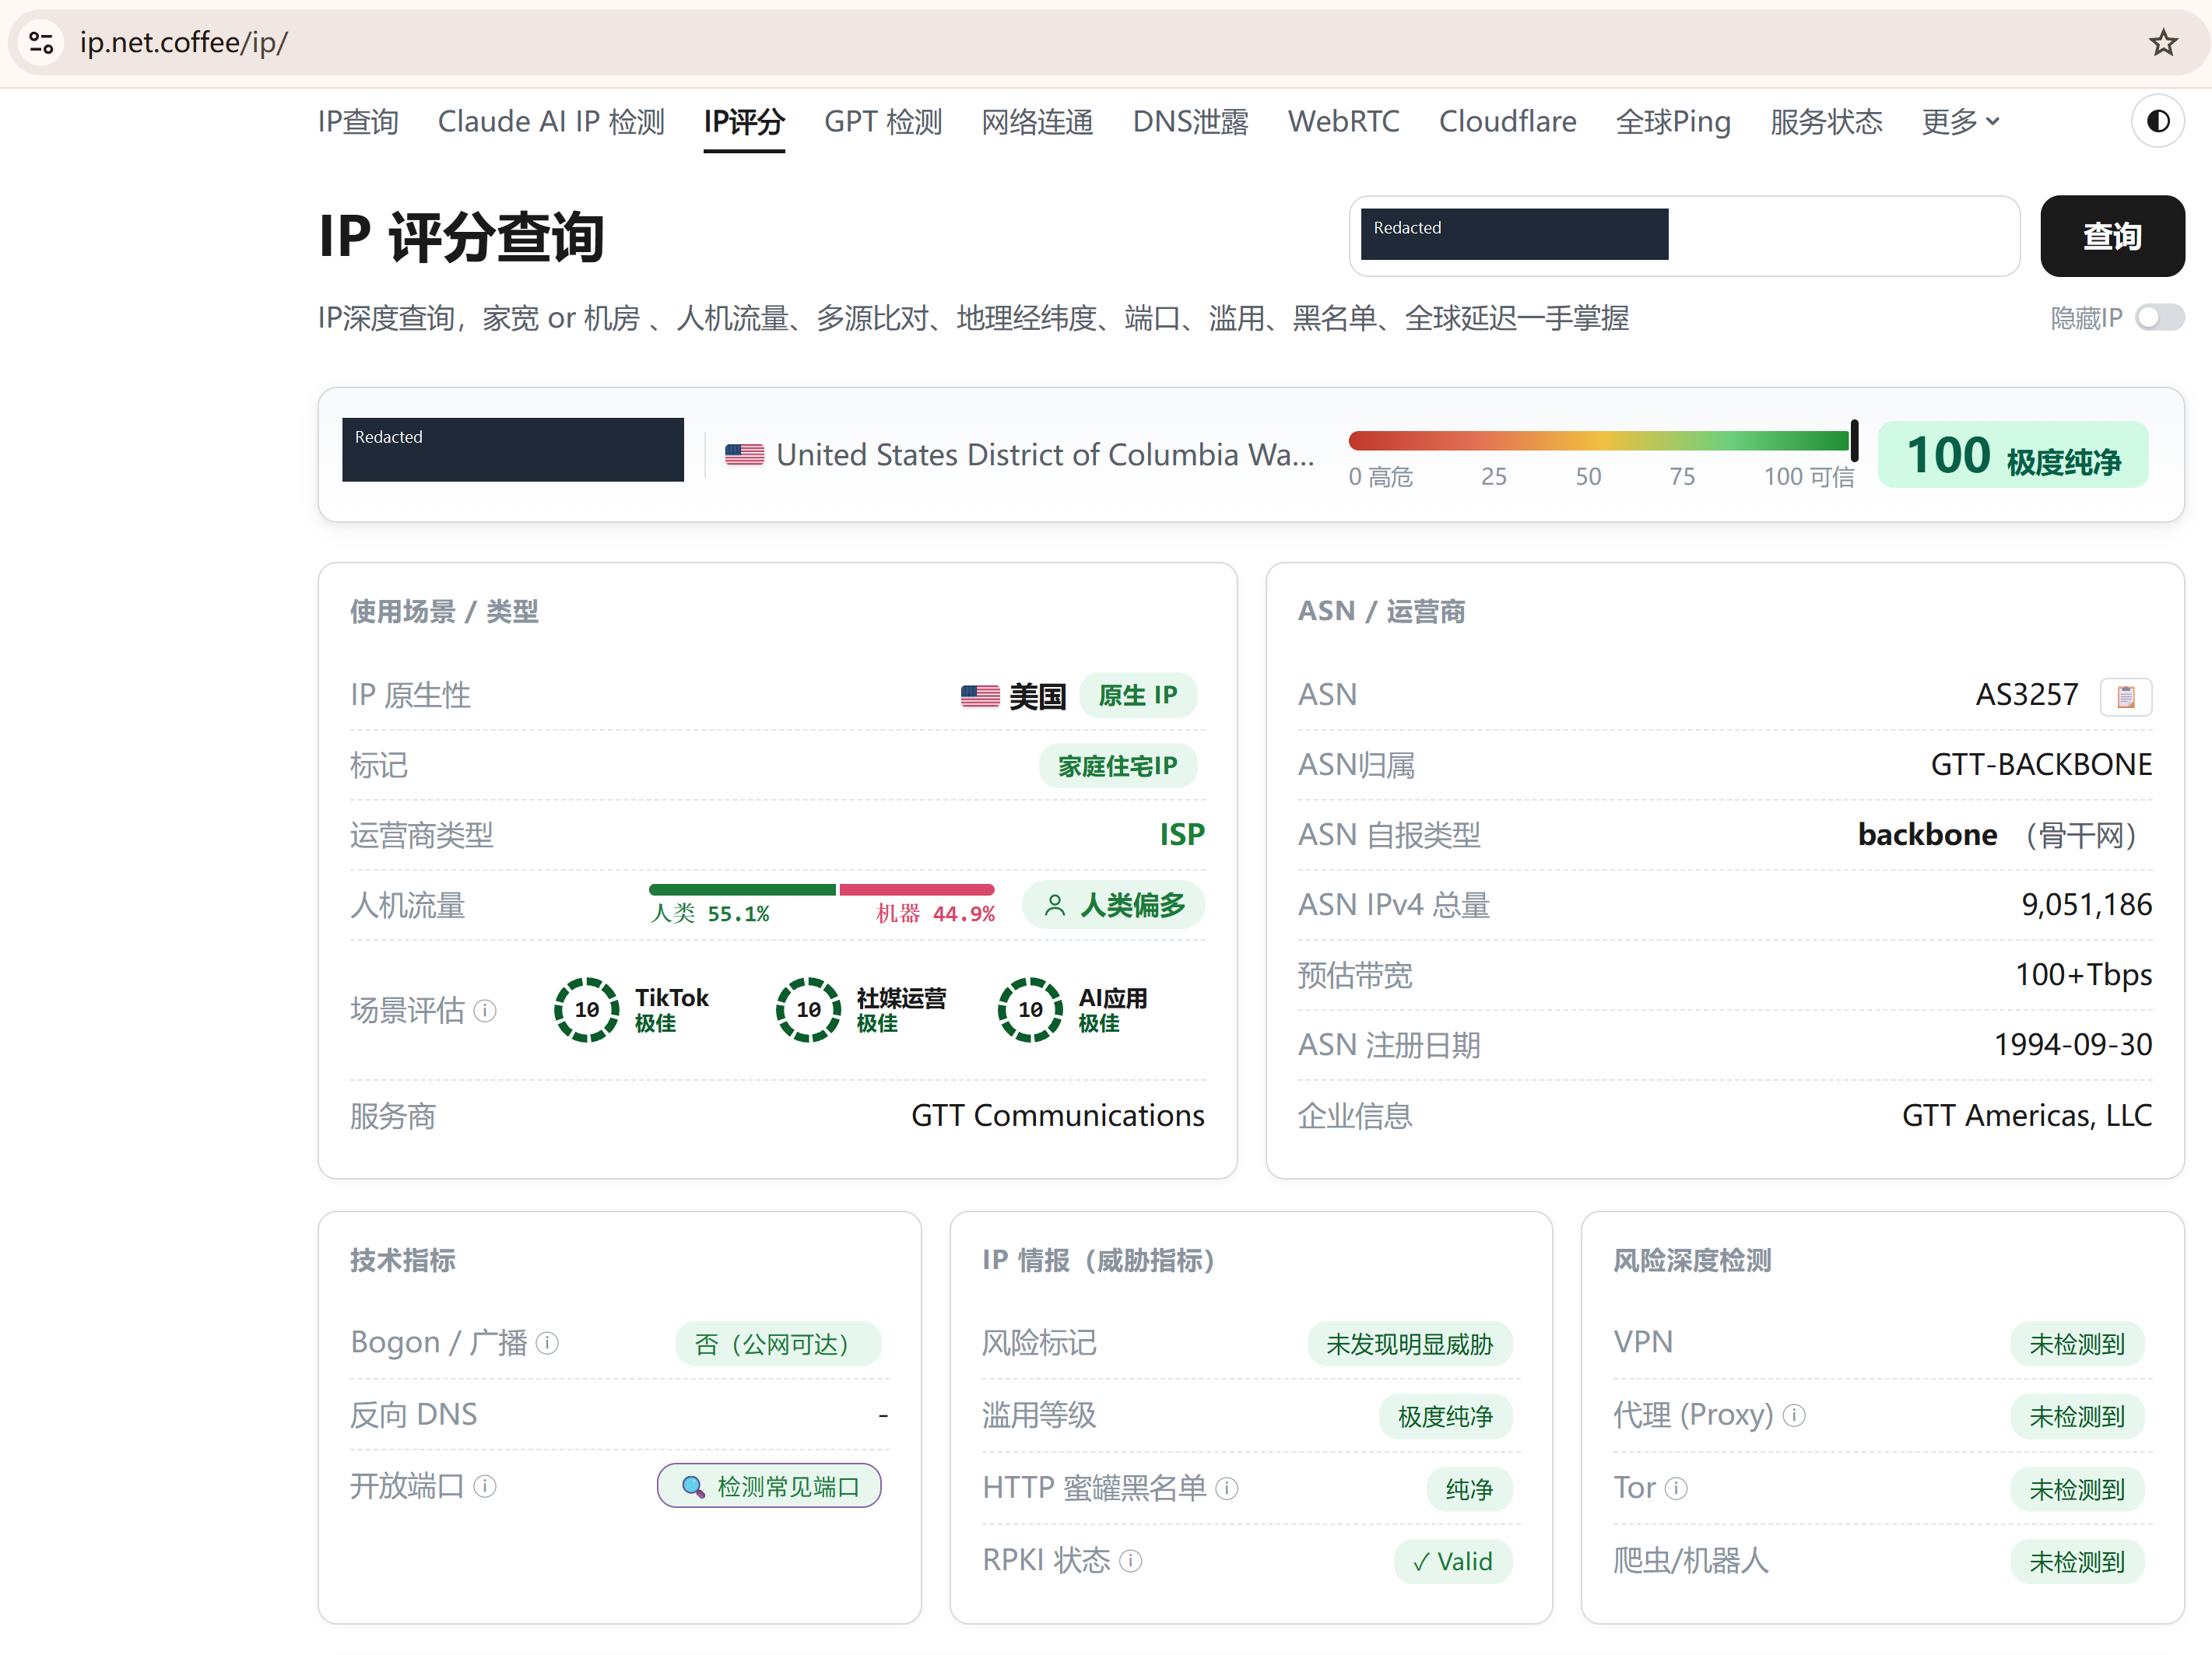 ip.net.coffee/ip/
IP查询 Claude AI IP 检测 IP评分 GPT 检测 网络连通 DNS泄露 WebRTC Cloudflare 全球Ping 服务状态 更多
IP 评分查询
Redacted
查询
IP深度查询，家宽 or 机房 、人机流量、多源比对、地理经纬度、端口、滥用、黑名单、全球延迟一手掌握
隐藏IP
Redacted
United States District of Columbia Wa...
0 高危 25 50 75 100 可信
100 极度纯净
使用场景 / 类型
IP 原生性 美国 原生 IP
标记 家庭住宅IP
运营商类型 ISP
人机流量 人类 55.1% 机器 44.9% 人类偏多
场景评估 10 TikTok 极佳 10 社媒运营 极佳 10 AI应用 极佳
服务商 GTT Communications
ASN / 运营商
ASN AS3257
ASN归属 GTT-BACKBONE
ASN 自报类型 backbone （骨干网）
ASN IPv4 总量 9,051,186
预估带宽 100+Tbps
ASN 注册日期 1994-09-30
企业信息 GTT Americas, LLC
技术指标
Bogon / 广播 否（公网可达）
反向 DNS -
开放端口 检测常见端口
IP 情报（威胁指标）
风险标记 未发现明显威胁
滥用等级 极度纯净
HTTP 蜜罐黑名单 纯净
RPKI 状态 ✓ Valid
风险深度检测
VPN 未检测到
代理 (Proxy) 未检测到
Tor 未检测到
爬虫/机器人 未检测到